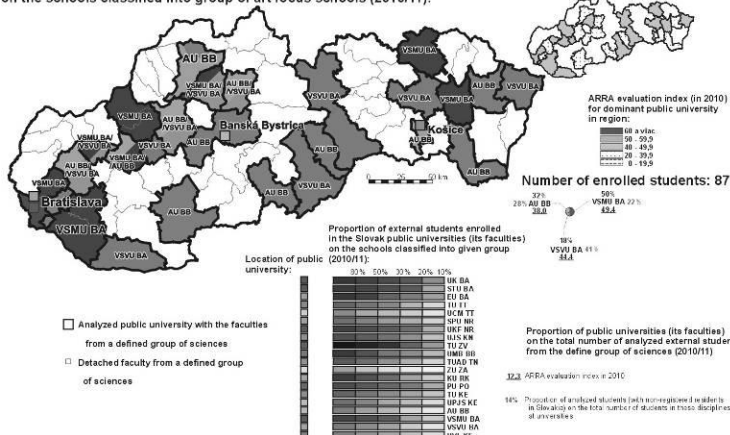 on the schools classified into group of art focus schools (2010/11):
AU BB
VSMU BA
VSMU BA/
VSVU BA
AU BB/
VSVU BA
VSMU BA
AU BB
/VSVU BA
Banská Bystrica
VSMU BA
/VSVU BA
VSVU BA
VSMU BA/
AU BB
AU BB
AU BB/
VSVU BA
VSMU BA
Bratislava
VSMU BA
VSVU BA
AU BB
AU BB
VSVU BA
VSVU BA
VSMU BA
AU BB
VSVU BA
Košice
AU BB
AU BB
0 25 50 km
ARRA evaluation index (in 2010)
for dominant public university
in region:
60 a viac
50 - 59,9
40 - 49,9
20 - 39,9
0 - 19,9
Number of enrolled students: 87
32%
28% AU BB
38.0
50%
VSMU BA 22%
49.4
18%
VSVU BA 41%
44.4
Proportion of external students enrolled
in the Slovak public universities (its faculties)
on the schools classified into given group
(2010/11):
Location of public
university:
80% 50% 30% 20% 10%
UK BA
STU BA
EU BA
TU TT
UCM TT
SPU NR
UKF NR
UJS KN
TU ZV
UMB BB
TUAD TN
ZU ZA
KU RK
PU PO
TU KE
UPJS KE
AU BB
VSMU BA
VSVU BA
Analyzed public university with the faculties
from a defined group of sciences
Detached faculty from a defined group
of sciences
Proportion of public universities (its faculties)
on the total number of analyzed external studen
from the define group of sciences (2010/11)
12,3 ARRA evaluation index in 2010
14% Proportion of analyzed students (with non-registered residents
in Slovakia) on the total number of students in these disciplines
at universities